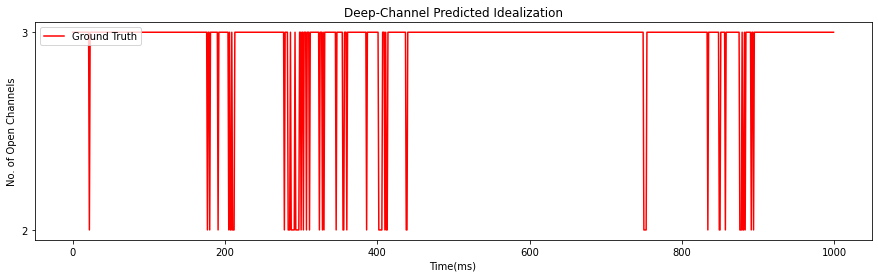 Deep-Channel Predicted Idealization
Ground Truth
No. of Open Channels
3
2
0 200 400 600 800 1000
Time(ms)